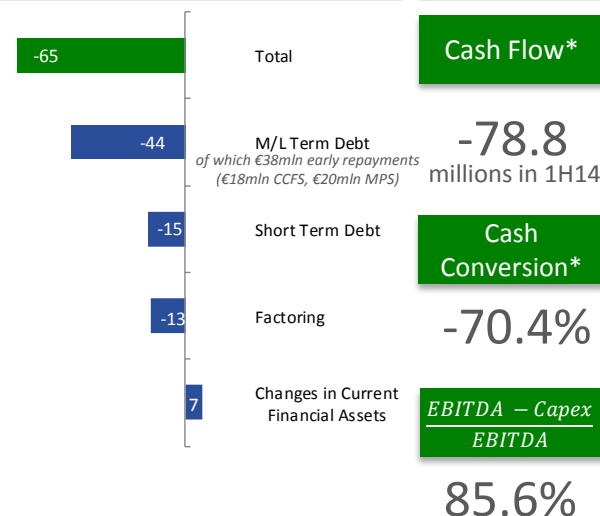 -65
Total
-44
M/L Term Debt
of which €38mln early repayments
(€18mln CCFS, €20mln MPS)
-15
Short Term Debt
-13
Factoring
7
Changes in Current
Financial Assets
Cash Flow*
-78.8
millions in 1H14
Cash
Conversion*
-70.4%
EBITDA – Capex
EBITDA
85.6%